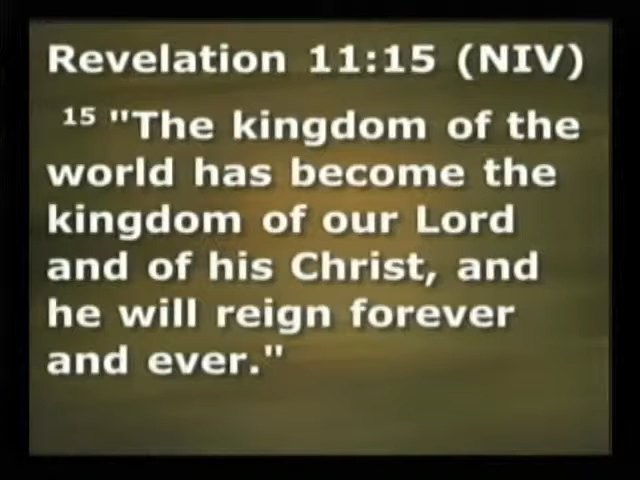 Revelation 11:15 (NIV)
15 "The kingdom of the
world has become the
kingdom of our Lord
and of his Christ, and
he will reign forever
and ever."